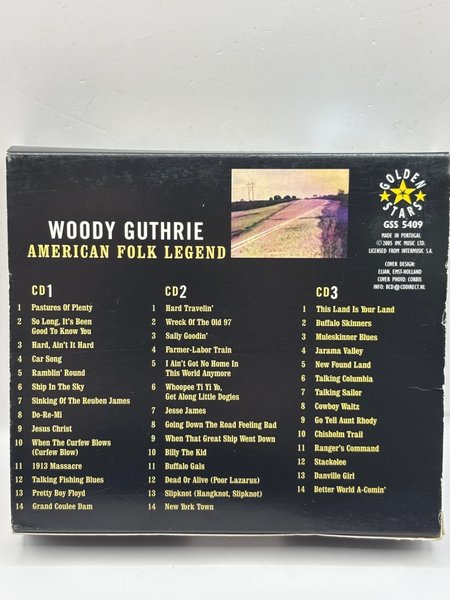 GOLDEN STARS
GSS 5409
MADE IN PORTUGAL
©2005 IMC MUSIC LTD.
LICENSED FROM INTERMUSIC S.A.
COVER DESIGN:
ELJAN, EMST-HOLLAND
COVER PHOTO: CORBIS
INFO: BCD@CDDIRECT.NL
WOODY GUTHRIE
AMERICAN FOLK LEGEND
CD1
1 Pastures Of Plenty
2 So Long, It's Been
Good To Know You
3 Hard, Ain't It Hard
4 Car Song
5 Ramblin' Round
6 Ship In The Sky
7 Sinking Of The Reuben James
8 Do-Re-Mi
9 Jesus Christ
10 When The Curfew Blows
(Curfew Blow)
11 1913 Massacre
12 Talking Fishing Blues
13 Pretty Boy Floyd
14 Grand Coulee Dam
CD2
1 Hard Travelin'
2 Wreck Of The Old 97
3 Sally Goodin'
4 Farmer-Labor Train
5 I Ain't Got No Home In
This World Anymore
6 Whoopee Ti Yi Yo,
Get Along Little Dogies
7 Jesse James
8 Going Down The Road Feeling Bad
9 When That Great Ship Went Down
10 Billy The Kid
11 Buffalo Gals
12 Dead Or Alive (Poor Lazarus)
13 Slipknot (Hangknot, Slipknot)
14 New York Town
CD3
1 This Land Is Your Land
2 Buffalo Skinners
3 Muleskinner Blues
4 Jarama Valley
5 New Found Land
6 Talking Columbia
7 Talking Sailor
8 Cowboy Waltz
9 Go Tell Aunt Rhody
10 Chisholm Trail
11 Ranger's Command
12 Stackolee
13 Danville Girl
14 Better World A-Comin'